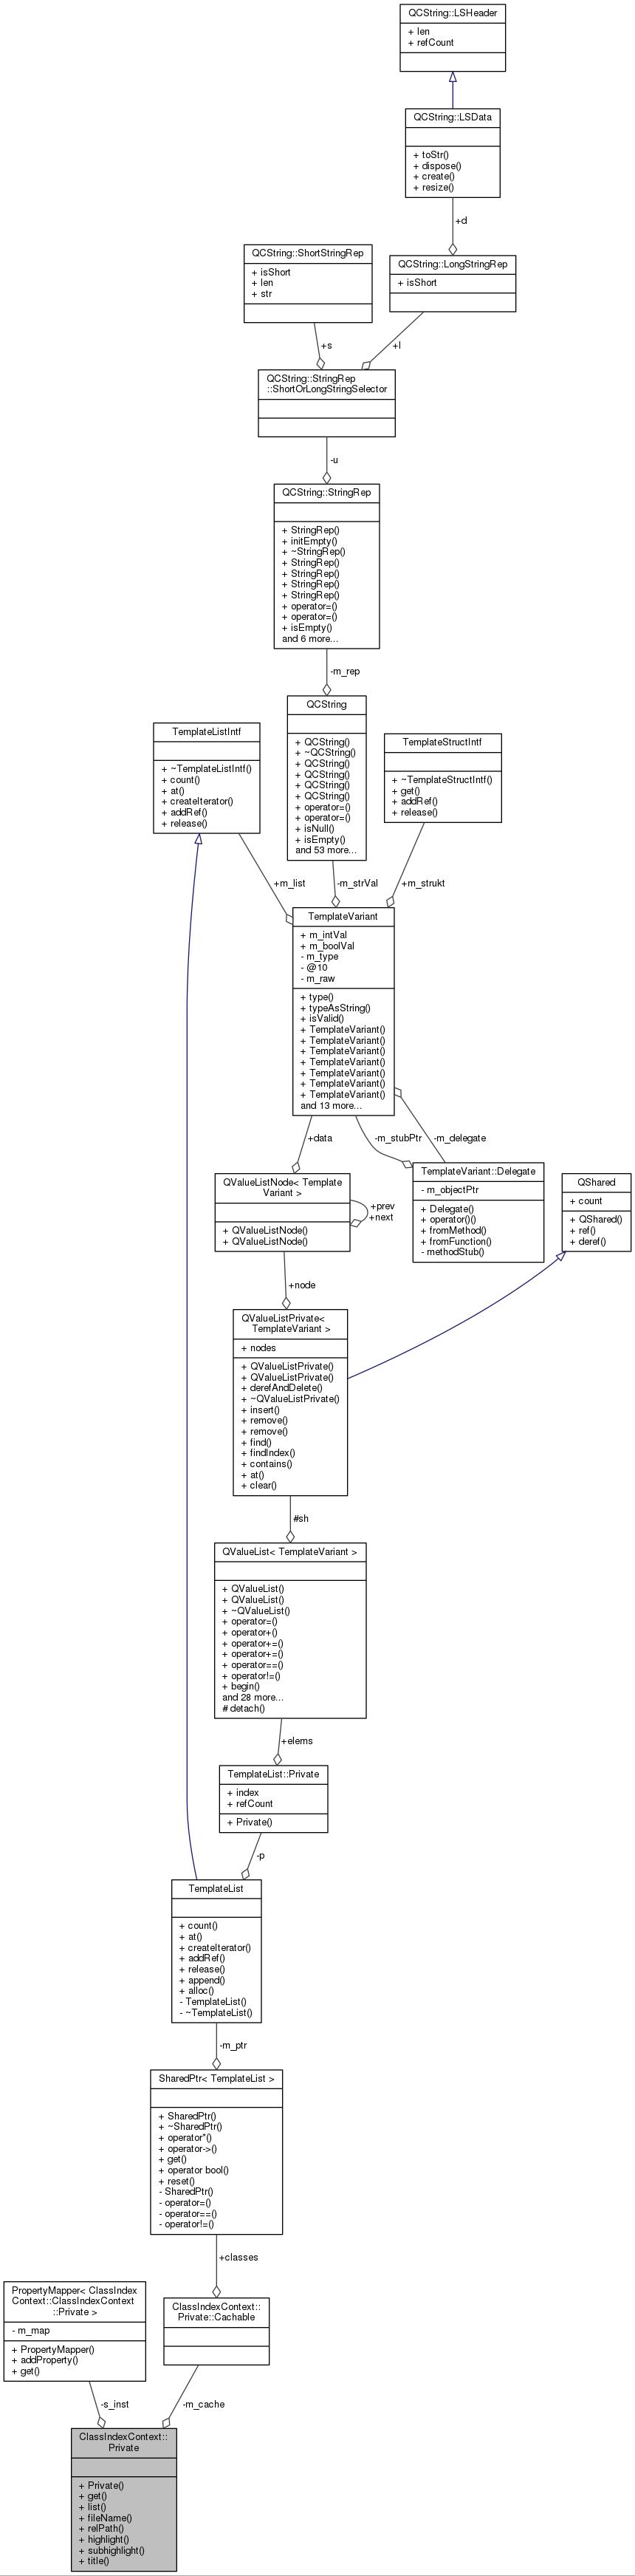 QCString::LSHeader
+ len
+ refCount
QCString::LSData
+ toStr()
+ dispose()
+ create()
+ resize()
+d
QCString::ShortStringRep
+ isShort
+ len
+ str
QCString::LongStringRep
+ isShort
+s
+l
QCString::StringRep
::ShortOrLongStringSelector
-u
QCString::StringRep
+ StringRep()
+ initEmpty()
+ ~StringRep()
+ StringRep()
+ StringRep()
+ StringRep()
+ StringRep()
+ operator=()
+ operator=()
+ isEmpty()
and 6 more...
-m_rep
TemplateListIntf
+ ~TemplateListIntf()
+ count()
+ at()
+ createIterator()
+ addRef()
+ release()
QCString
+ QCString()
+ ~QCString()
+ QCString()
+ QCString()
+ QCString()
+ QCString()
+ operator=()
+ operator=()
+ isNull()
+ isEmpty()
and 53 more...
TemplateStructIntf
+ ~TemplateStructIntf()
+ get()
+ addRef()
+ release()
+m_list
-m_strVal
+m_strukt
TemplateVariant
+ m_intVal
+ m_boolVal
- m_type
- @10
- m_raw
+ type()
+ typeAsString()
+ isValid()
+ TemplateVariant()
+ TemplateVariant()
+ TemplateVariant()
+ TemplateVariant()
+ TemplateVariant()
+ TemplateVariant()
+ TemplateVariant()
and 13 more...
+data
-m_stubPtr
-m_delegate
QValueListNode< Template
Variant >
+ QValueListNode()
+ QValueListNode()
+prev
+next
TemplateVariant::Delegate
- m_objectPtr
+ Delegate()
+ operator()()
+ fromMethod()
+ fromFunction()
- methodStub()
QShared
+ count
+ QShared()
+ ref()
+ deref()
+node
QValueListPrivate<
TemplateVariant >
+ nodes
+ QValueListPrivate()
+ QValueListPrivate()
+ derefAndDelete()
+ ~QValueListPrivate()
+ insert()
+ remove()
+ remove()
+ find()
+ findIndex()
+ contains()
+ at()
+ clear()
#sh
QValueList< TemplateVariant >
+ QValueList()
+ QValueList()
+ ~QValueList()
+ operator=()
+ operator+()
+ operator+=()
+ operator+=()
+ operator==()
+ operator!=()
+ begin()
and 28 more...
# detach()
+elems
TemplateList::Private
+ index
+ refCount
+ Private()
-p
TemplateList
+ count()
+ at()
+ createIterator()
+ addRef()
+ release()
+ append()
+ alloc()
- TemplateList()
- ~TemplateList()
-m_ptr
SharedPtr< TemplateList >
+ SharedPtr()
+ ~SharedPtr()
+ operator*()
+ operator->()
+ get()
+ operator bool()
+ reset()
- SharedPtr()
- operator=()
- operator==()
- operator!=()
+classes
PropertyMapper< ClassIndex
Context::ClassIndexContext
::Private >
- m_map
+ PropertyMapper()
+ addProperty()
+ get()
ClassIndexContext::
Private::Cachable
-s_inst
-m_cache
ClassIndexContext::
Private
+ Private()
+ get()
+ list()
+ fileName()
+ relPath()
+ highlight()
+ subhighlight()
+ title()